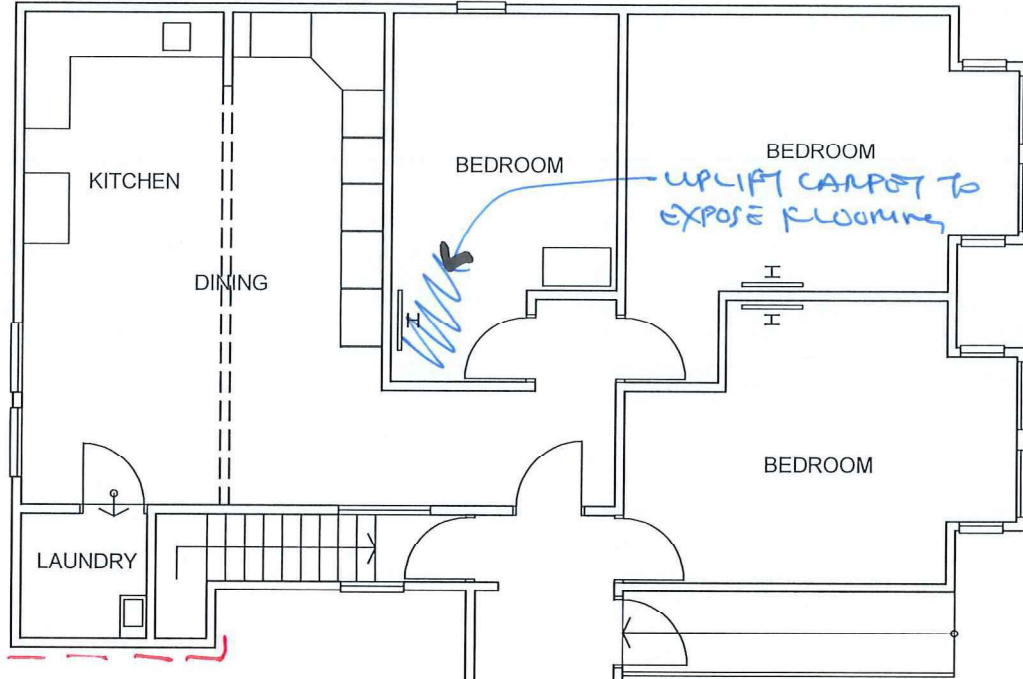 KITCHEN
BEDROOM
BEDROOM
UPLIFT CARPET TO
EXPOSE FLOORING
DINING
H
H
H
BEDROOM
LAUNDRY